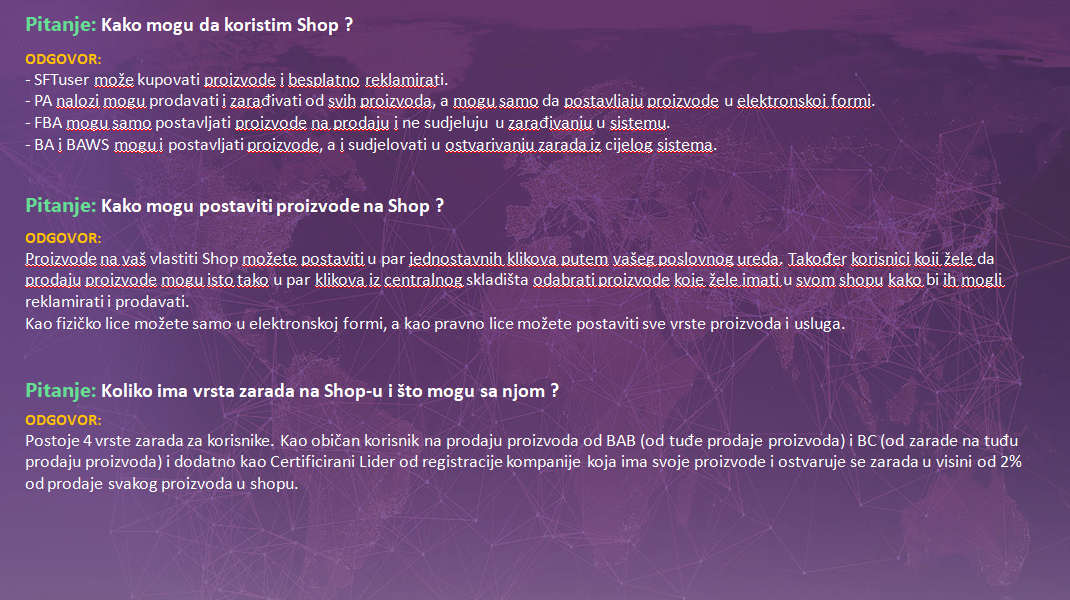 Pitanje: Kako mogu da koristim Shop ?
ODGOVOR:
- SFTuser može kupovati proizvode i besplatno reklamirati.
- PA nalozi mogu prodavati i zarađivati od svih proizvoda, a mogu samo da postavljaju proizvode u elektronskoj formi.
- FBA mogu samo postavljati proizvode na prodaju i ne sudjeluju u zarađivanju u sistemu.
- BA i BAWS mogu i postavljati proizvode, a i sudjelovati u ostvarivanju zarada iz cijelog sistema.
Pitanje: Kako mogu postaviti proizvode na Shop ?
ODGOVOR:
Proizvode na vaš vlastiti Shop možete postaviti u par jednostavnih klikova putem vašeg poslovnog ureda. Također korisnici koji žele da
prodaju proizvode mogu isto tako u par klikova iz centralnog skladišta odabrati proizvode koje žele imati u svom shopu kako bi ih mogli
reklamirati i prodavati.
Kao fizičko lice možete samo u elektronskoj formi, a kao pravno lice možete postaviti sve vrste proizvoda i usluga.
Pitanje: Koliko ima vrsta zarada na Shop-u i što mogu sa njom ?
ODGOVOR:
Postoje 4 vrste zarada za korisnike. Kao običan korisnik na prodaju proizvoda od BAB (od tuđe prodaje proizvoda) i BC (od zarade na tuđu
prodaju proizvoda) i dodatno kao Certificirani Lider od registracije kompanije koja ima svoje proizvode i ostvaruje se zarada u visini od 2%
od prodaje svakog proizvoda u shopu.